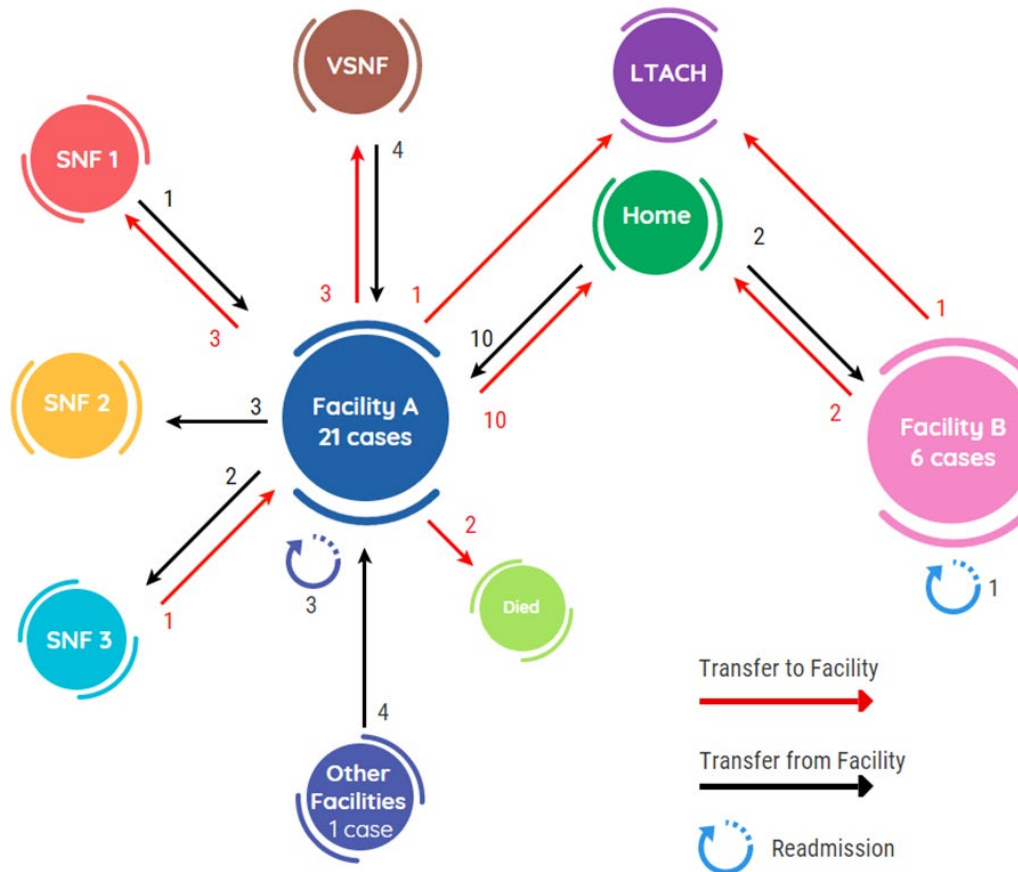 VSNF
LTACH
SNF 1
1
4
Home
2
3
3
1
1
10
10
2
SNF 2
3
Facility A
21 cases
Facility B
6 cases
2
2
SNF 3
1
3
Died
1
4
Other
Facilities
1 case
Transfer to Facility
Transfer from Facility
Readmission